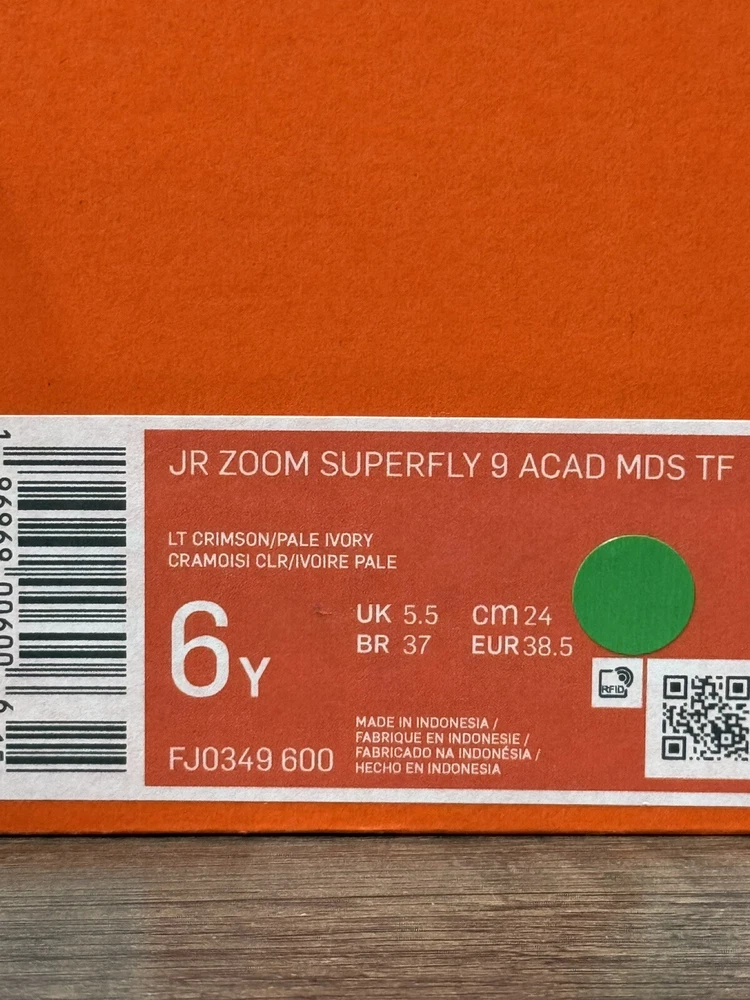 JR ZOOM SUPERFLY 9 ACAD MDS TF
LT CRIMSON/PALE IVORY
CRAMOISI CLR/IVOIRE PALE
6Y
UK 5.5 cm 24
BR 37 EUR 38.5
RFID
FJ0349 600
MADE IN INDONESIA /
FABRIQUE EN INDONESIE /
FABRICADO NA INDONÉSIA /
HECHO EN INDONESIA